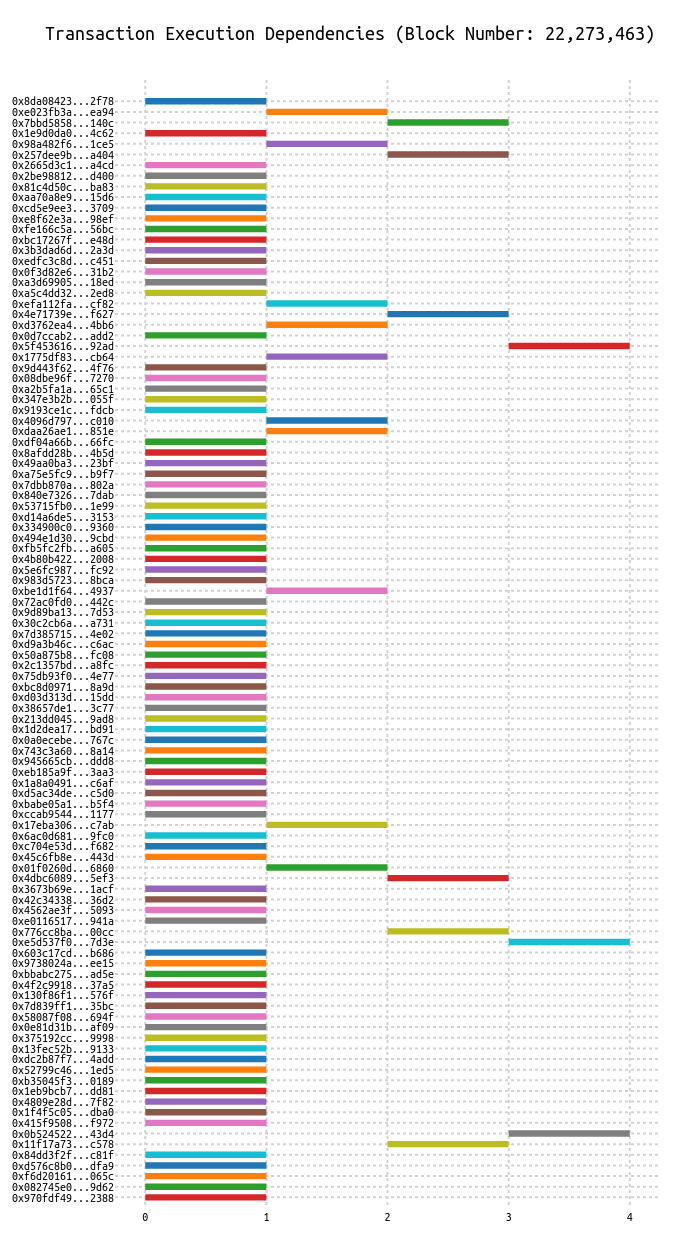 Transaction Execution Dependencies (Block Number: 22,273,463)
0x8da08423...2f78
0xe023fb3a...ea94
0x7bbd5858...140c
0x1e9d0da0...4c62
0x98a482f6...1ce5
0x257dee9b...a404
0x2665d3c1...a4cd
0x2be98812...d400
0x81c4d50c...ba83
0xaa70a8e9...15d6
0xcd5e9ee3...3709
0xe8f62e3a...98ef
0xfe166c5a...56bc
0xbc17267f...e48d
0x3b3dad6d...2a3d
0xedfc3c8d...c451
0x0f3d82e6...31b2
0xa3d69905...18ed
0xa5c4dd32...2ed8
0xefa112fa...cf82
0x4e71739e...f627
0xd3762ea4...4bb6
0x0d7ccab2...add2
0x5f453616...92ad
0x1775df83...cb64
0x9d443f62...4f76
0x08dbe96f...7270
0xa2b5fa1a...65c1
0x347e3b2b...055f
0x9193ce1c...fdcb
0x4096d797...c010
0xdaa26ae1...851e
0xdf04a66b...66fc
0x8afdd28b...4b5d
0x49aa0ba3...23bf
0xa75e5fc9...b9f7
0x7dbb870a...802a
0x840e7326...7dab
0x53715fb0...1e99
0xd14a6de5...3153
0x334900c0...9360
0x494e1d30...9cbd
0xfb5fc2fb...a605
0x4b80b422...2008
0x5e6fc987...fc92
0x983d5723...8bca
0xbe1d1f64...4937
0x72ac0fd0...442c
0x9d89ba13...7d53
0x30c2cb6a...a731
0x7d385715...4e02
0xd9a3b46c...c6ac
0x50a875b8...fc08
0x2c1357bd...a8fc
0x75db93f0...4e77
0xbc8d0971...8a9d
0xd03d313d...15dd
0x38657de1...3c77
0x213dd045...9ad8
0x1d2dea17...bd91
0x0a0ecebe...767c
0x743c3a60...8a14
0x945665cb...ddd8
0xeb185a9f...3aa3
0x1a8a0491...c6af
0xd5ac34de...c5d0
0xbabe05a1...b5f4
0xccab9544...1177
0x17eba306...c7ab
0x6ac0d681...9fc0
0xc704e53d...f682
0x45c6fb8e...443d
0x01f0260d...6860
0x4dbc6089...5ef3
0x3673b69e...1acf
0x42c34338...36d2
0x4562ae3f...5093
0xe0116517...941a
0x776cc8ba...00cc
0xe5d537f0...7d3e
0x603c17cd...b686
0x9738024a...ee15
0xbbabc275...ad5e
0x4f2c9918...37a5
0x130f86f1...576f
0x7d839ff1...35bc
0x58087f08...694f
0x0e81d31b...af09
0x375192cc...9998
0x13fec52b...9133
0xdc2b87f7...4add
0x52799c46...1ed5
0xb35045f3...0189
0x1eb9bcb7...dd81
0x4809e28d...7f82
0x1f4f5c05...dba0
0x415f9508...f972
0x0b524522...43d4
0x11f17a73...c578
0x84dd3f2f...c81f
0xd576c8b0...dfa9
0xf6d20161...065c
0x082745e0...9d62
0x970fdf49...2388
0 1 2 3 4